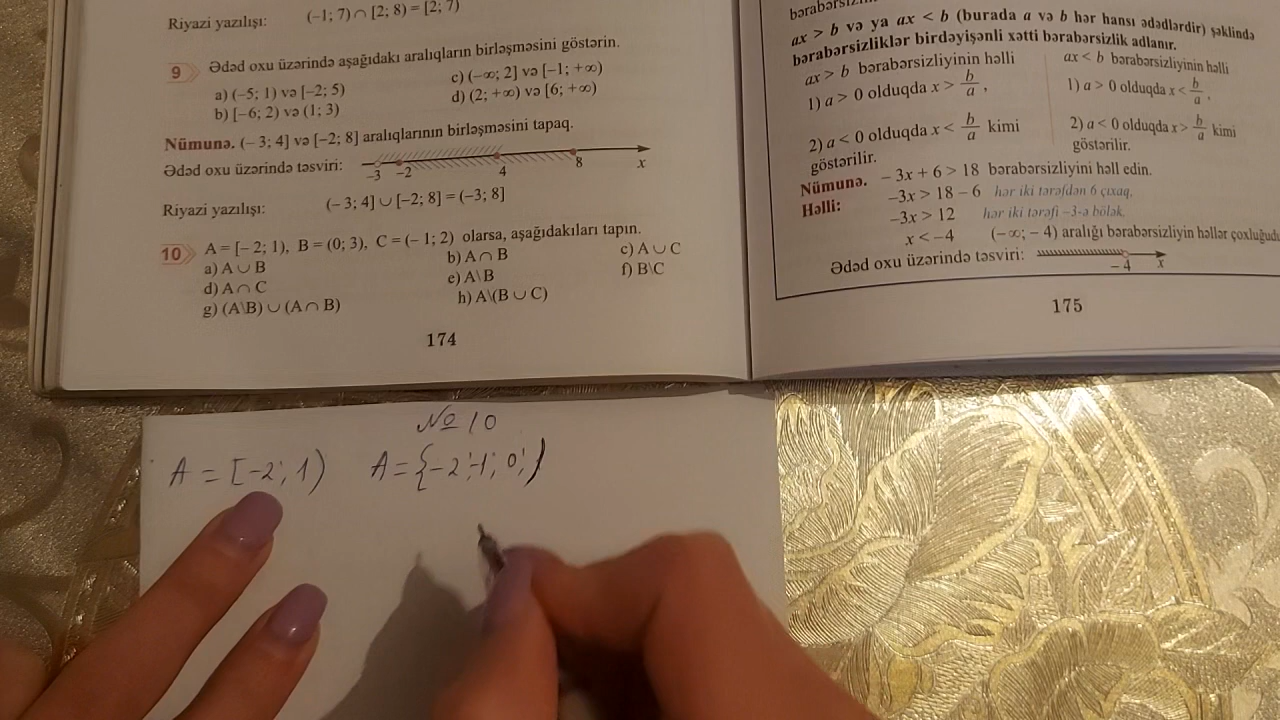 Riyazi yazılışı: (-1; 7) ∩ [2; 8) = [2; 7)
9 Ədəd oxu üzərində aşağıdakı aralıqların birləşməsini göstərin.
a) (-5; 1) və [-2; 5) c) (-∞; 2] və [-1; +∞)
b) [-6; 2) və (1; 3) d) (2; +∞) və [6; +∞)
Nümunə. (- 3; 4] və [-2; 8] aralıqlarının birləşməsini tapaq.
Ədəd oxu üzərində təsviri: -3 -2 4 8 x
Riyazi yazılışı: (- 3; 4] ∪ [-2; 8] = (-3; 8]
10 A = [- 2; 1), B = (0; 3), C = (- 1; 2) olarsa, aşağıdakıları tapın.
a) A ∪ B b) A ∩ B c) A ∪ C
d) A ∩ C e) A\B f) B\C
g) (A\B) ∪ (A ∩ B) h) A\(B ∪ C)
174
ax > b və ya ax < b (burada a və b hər hansı ədədlərdir) şəklində
bərabərsizliklər birdəyişənli xətti bərabərsizlik adlanır.
ax > b bərabərsizliyinin həlli
1) a > 0 olduqda x > b/a ,
2) a < 0 olduqda x < b/a kimi
göstərilir.
ax < b bərabərsizliyinin həlli
1) a > 0 olduqda x < b/a ,
2) a < 0 olduqda x > b/a kimi
göstərilir.
Nümunə. - 3x + 6 > 18 bərabərsizliyini həll edin.
Həlli: -3x > 18 - 6 hər iki tərəfdən 6 çıxaq,
-3x > 12 hər iki tərəfi -3-ə bölək,
x < -4 (-∞; - 4) aralığı bərabərsizliyin həllər çoxluğudu
Ədəd oxu üzərində təsviri: - 4 x
175
№ 10
A = [-2; 1) A = {-2; -1; 0; )